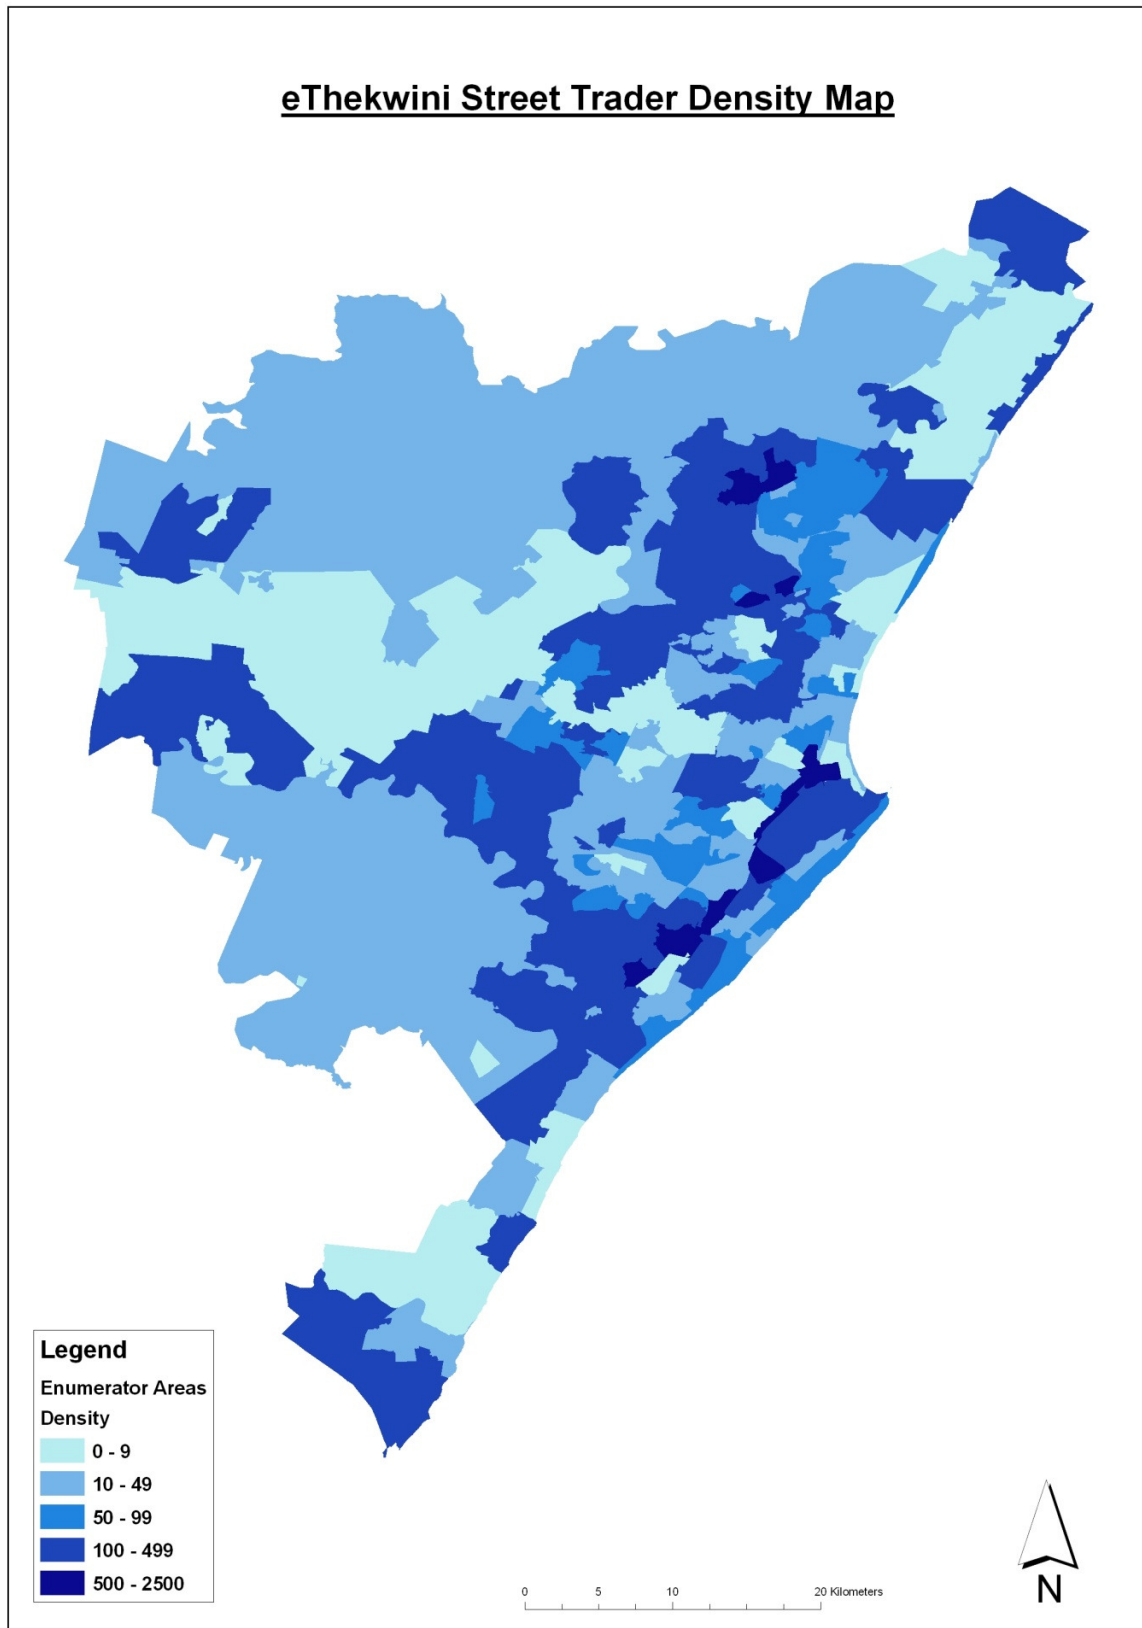 eThekwini Street Trader Density Map
Legend
Enumerator Areas
Density
0 - 9
10 - 49
50 - 99
100 - 499
500 - 2500
0 5 10 20 Kilometers
N